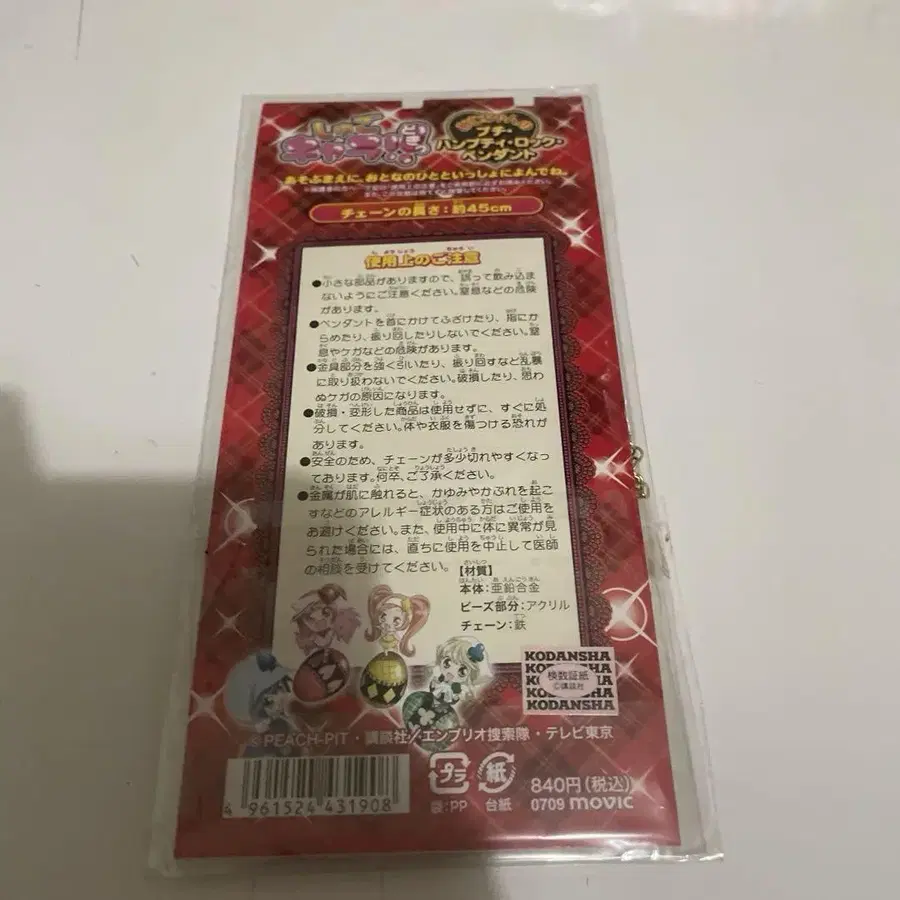 しゅごキャラ！
どきっ
プチ・
ハンプティ・ロック・
ペンダント
あそぶまえに、おとなのひとといっしょによんでね。
チェーンの長さ：約45cm
使用上のご注意
●小さな部品がありますので、誤って飲み込ま
ないようにご注意ください。窒息などの危険
があります。
●ペンダントを首にかけてふざけたり、指にか
らめたり、振り回したりしないでください。窒
息やケガなどの危険があります。
●金具部分を強く引いたり、振り回すなど乱暴
に取り扱わないでください。破損したり、思わ
ぬケガの原因になります。
●破損・変形した商品は使用せずに、すぐに処
分してください。体や衣服を傷つける恐れが
あります。
●安全のため、チェーンが多少切れやすくなっ
ております。何卒、ご了承ください。
●金属が肌に触れると、かゆみやかぶれを起こ
すなどのアレルギー症状のある方はご使用を
お避けください。また、使用中に体に異常が見
られた場合には、直ちに使用を中止して医師
の相談を受けてください。
【材質】
本体：亜鉛合金
ビーズ部分：アクリル
チェーン：鉄
KODANSHA
検数証紙
©講談社
KODANSHA
©PEACH-PIT・講談社／エンブリオ捜索隊・テレビ東京
4 961524 431908
プラ
袋：PP
紙
台紙
840円（税込）
0709 movic